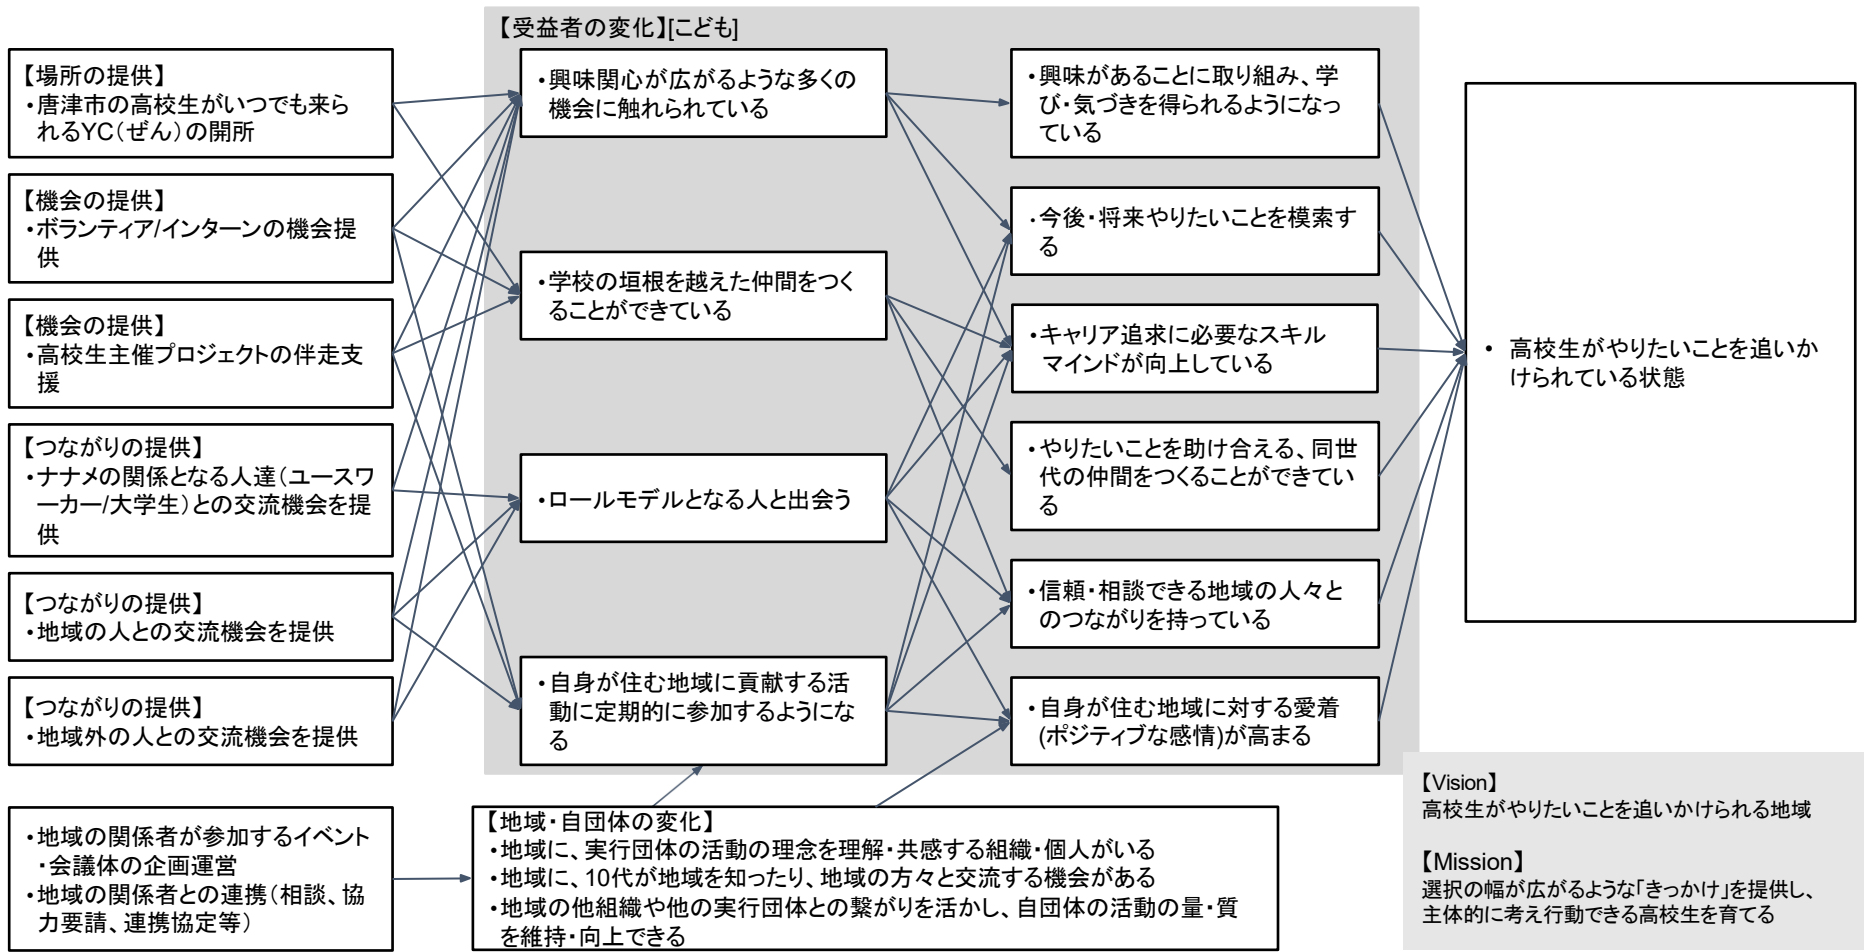 【場所の提供】
・唐津市の高校生がいつでも来ら
れるYC（ぜん）の開所
【機会の提供】
・ボランティア/インターンの機会提
供
【機会の提供】
・高校生主催プロジェクトの伴走支
援
【つながりの提供】
・ナナメの関係となる人達（ユースワ
ーカー/大学生）との交流機会を提
供
【つながりの提供】
・地域の人との交流機会を提供
【つながりの提供】
・地域外の人との交流機会を提供
・地域の関係者が参加するイベント
・会議体の企画運営
・地域の関係者との連携（相談、協
力要請、連携協定等）
【受益者の変化】[こども]
・興味関心が広がるような多くの
機会に触れられている
・学校の垣根を越えた仲間をつく
ることができている
・ロールモデルとなる人と出会う
・自身が住む地域に貢献する活
動に定期的に参加するようにな
る
・興味があることに取り組み、学
び・気づきを得られるようになっ
ている
・今後・将来やりたいことを模索す
る
・キャリア追求に必要なスキル
マインドが向上している
・やりたいことを助け合える、同世
代の仲間をつくることができてい
る
・信頼・相談できる地域の人々と
のつながりを持っている
・自身が住む地域に対する愛着
(ポジティブな感情)が高まる
• 高校生がやりたいことを追いか
けられている状態
【地域・自団体の変化】
・地域に、実行団体の活動の理念を理解・共感する組織・個人がいる
・地域に、10代が地域を知ったり、地域の方々と交流する機会がある
・地域の他組織や他の実行団体との繋がりを活かし、自団体の活動の量・質
を維持・向上できる
【Vision】
高校生がやりたいことを追いかけられる地域
【Mission】
選択の幅が広がるような「きっかけ」を提供し、
主体的に考え行動できる高校生を育てる